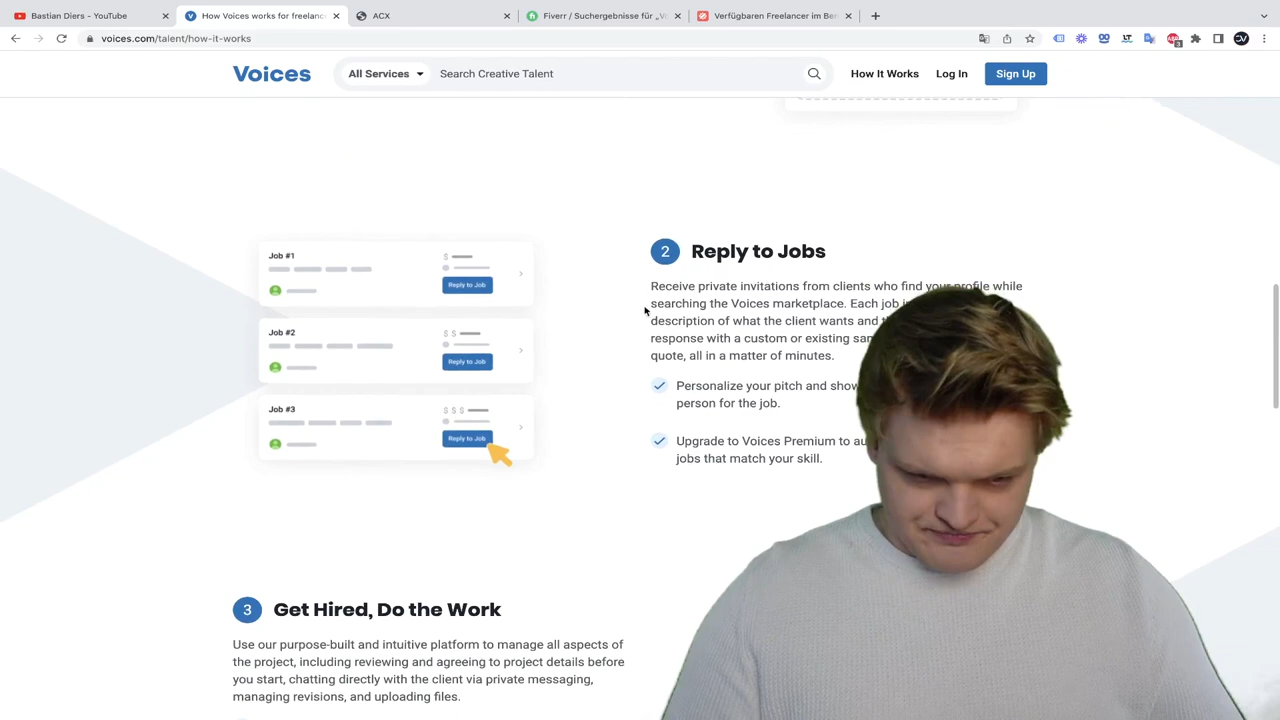 Bastian Diers - YouTube
How Voices works for freelanc
ACX
Fiverr / Suchergebnisse für „Vo
Verfügbaren Freelancer im Ber
voices.com/talent/how-it-works
Voices
All Services
Search Creative Talent
How It Works
Log In
Sign Up
Job #1
$
Reply to Job
Job #2
$ $
Reply to Job
Job #3
$ $ $
Reply to Job
2 Reply to Jobs
Receive private invitations from clients who find your profile while
searching the Voices marketplace. Each job
description of what the client wants and
response with a custom or existing
quote, all in a matter of minutes.
Personalize your pitch and
person for the job.
Upgrade to Voices Premium to
jobs that match your skill.
3 Get Hired, Do the Work
Use our purpose-built and intuitive platform to manage all aspects of
the project, including reviewing and agreeing to project details before
you start, chatting directly with the client via private messaging,
managing revisions, and uploading files.